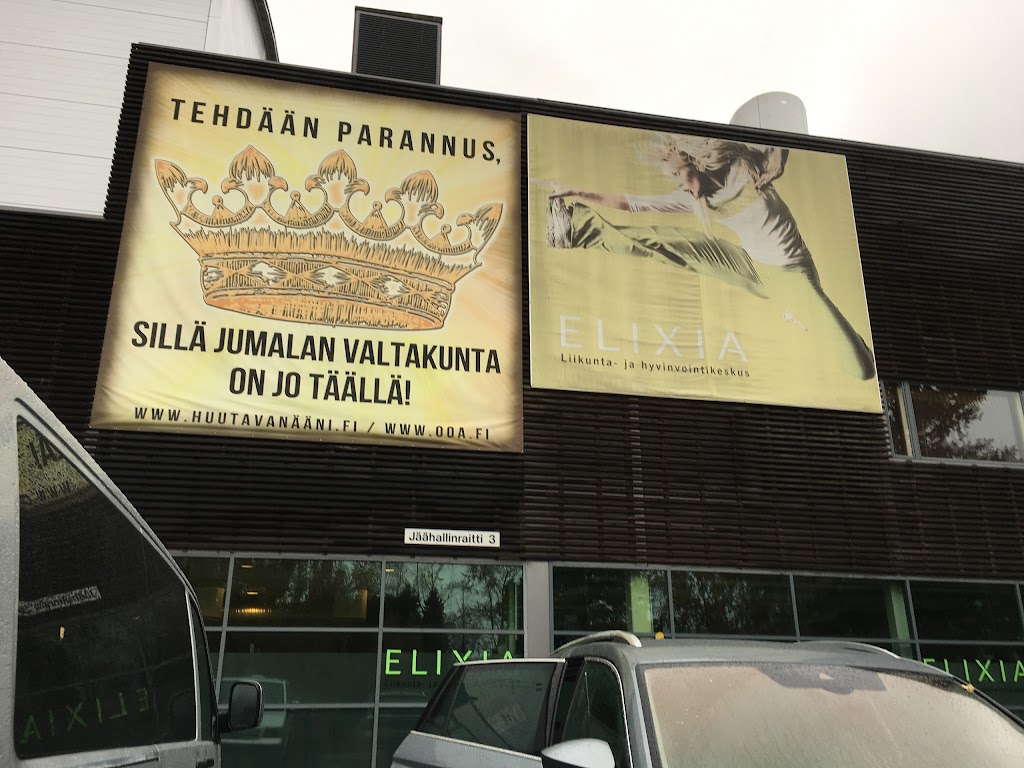 TEHDÄÄN PARANNUS,
SILLÄ JUMALAN VALTAKUNTA
ON JO TÄÄLLÄ!
WWW.HUUTAVANÄÄNI.FI / WWW.OOA.FI
ELIXIA
Liikunta- ja hyvinvointikeskus
Jäähallinraitti 3
ELIXIA
ELIXIA
ELIXIA